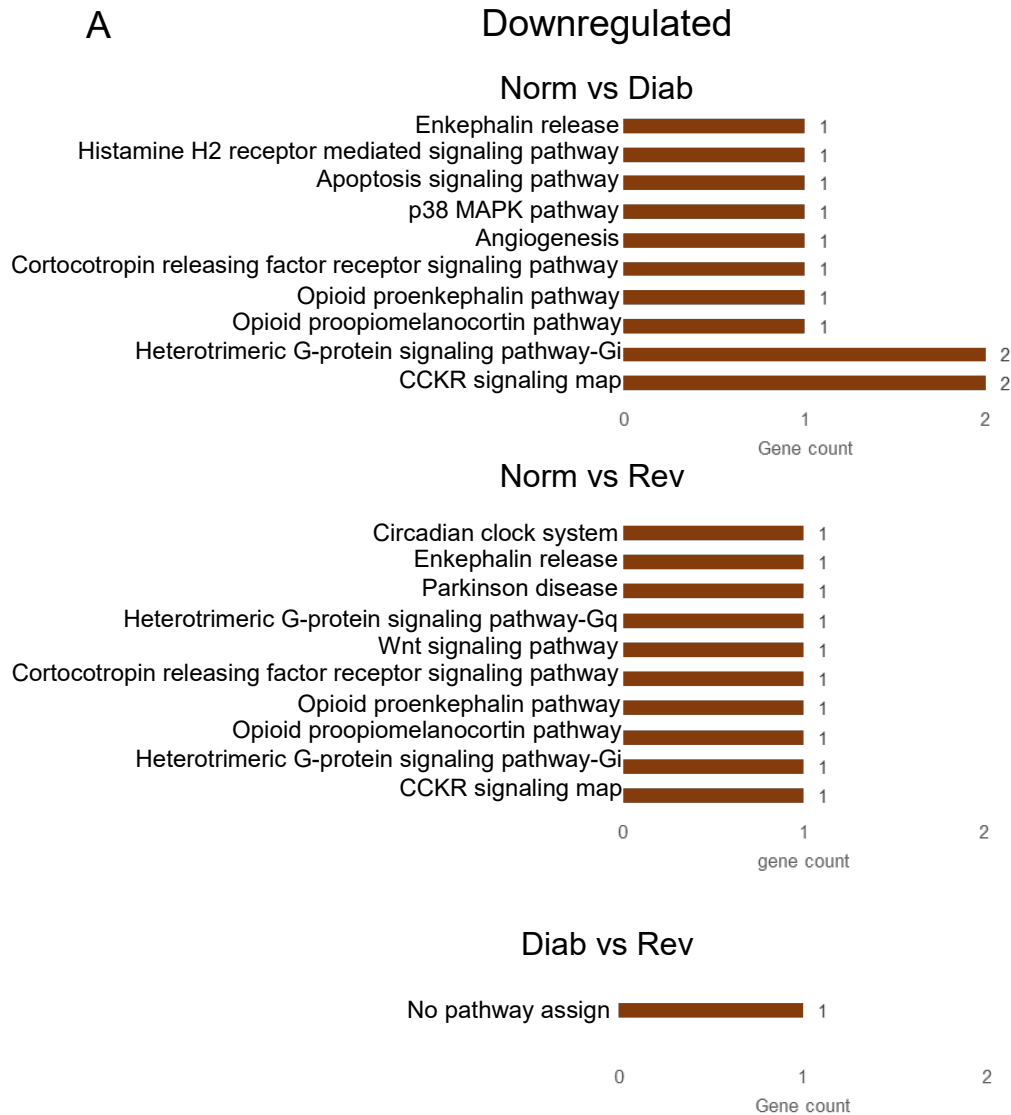 A
Downregulated
Norm vs Diab
Enkephalin release 1
Histamine H2 receptor mediated signaling pathway 1
Apoptosis signaling pathway 1
p38 MAPK pathway 1
Angiogenesis 1
Cortocotropin releasing factor receptor signaling pathway 1
Opioid proenkephalin pathway 1
Opioid proopiomelanocortin pathway 1
Heterotrimeric G-protein signaling pathway-Gi 2
CCKR signaling map 2
0 1 2
Gene count
Norm vs Rev
Circadian clock system 1
Enkephalin release 1
Parkinson disease 1
Heterotrimeric G-protein signaling pathway-Gq 1
Wnt signaling pathway 1
Cortocotropin releasing factor receptor signaling pathway 1
Opioid proenkephalin pathway 1
Opioid proopiomelanocortin pathway 1
Heterotrimeric G-protein signaling pathway-Gi 1
CCKR signaling map 1
0 1 2
gene count
Diab vs Rev
No pathway assign 1
0 1 2
Gene count